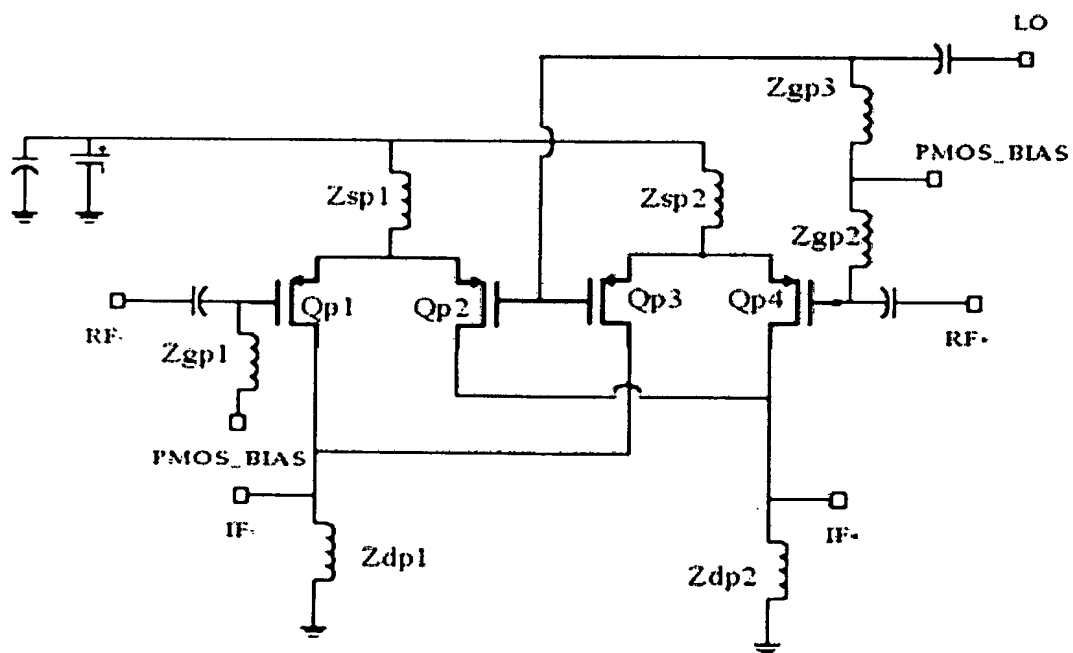 LO
Zgp3
PMOS_BIAS
Zsp1
Zsp2
Zgp2
Qp1
Qp2
Qp3
Qp4
RF-
Zgp1
RF+
PMOS_BIAS
IF-
IF+
Zdp1
Zdp2